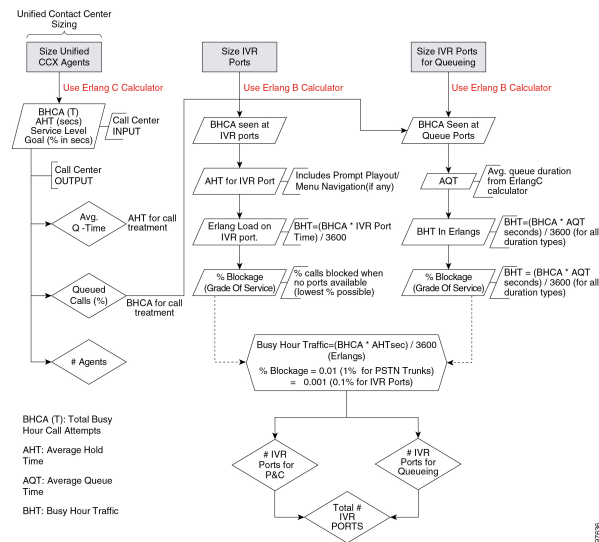 Unified Contact Center
Sizing
Size Unified
CCX Agents
Size IVR
Ports
Size IVR Ports
for Queueing
Use Erlang C Calculator
Use Erlang B Calculator
Use Erlang B Calculator
BHCA (T)
AHT (secs)
Service Level
Goal (% in secs)
Call Center
INPUT
BHCA seen at
IVR ports
BHCA Seen at
Queue Ports
Call Center
OUTPUT
AHT for IVR Port
Includes Prompt Playout/
Menu Navigation(if any)
AQT
Avg. queue duration
from ErlangC
calculator
Avg.
Q -Time
AHT for call
treatment
Erlang Load on
IVR port.
BHT=(BHCA * IVR Port
Time) / 3600
BHT In Erlangs
BHT=(BHCA * AQT
seconds) / 3600 (for all
duration types)
Queued
Calls (%)
BHCA for call
treatment
% Blockage
(Grade Of Service)
% calls blocked when
no ports available
(lowest % possible)
% Blockage
(Grade Of Service)
BHT = (BHCA * AQT
seconds) / 3600 (for all
duration types)
# Agents
Busy Hour Traffic=(BHCA * AHTsec) / 3600
(Erlangs)
% Blockage = 0.01 (1% for PSTN Trunks)
= 0.001 (0.1% for IVR Ports)
BHCA (T): Total Busy
Hour Call Attempts
AHT: Average Hold
Time
AQT: Average Queue
Time
BHT: Busy Hour Traffic
# IVR
Ports for
P&C
# IVR
Ports for
Queueing
Total #
IVR
PORTS
97636